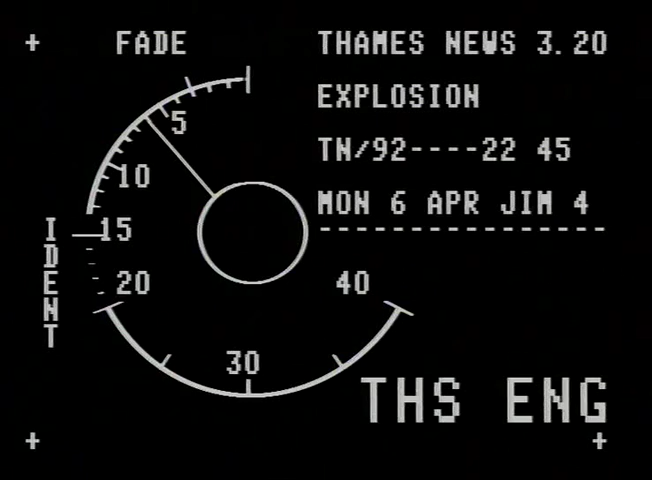 FADE
THAMES NEWS 3.20
EXPLOSION
TN/92----22 45
MON 6 APR JIM 4
----------------
5
10
15
20
30
40
IDENT
THS ENG